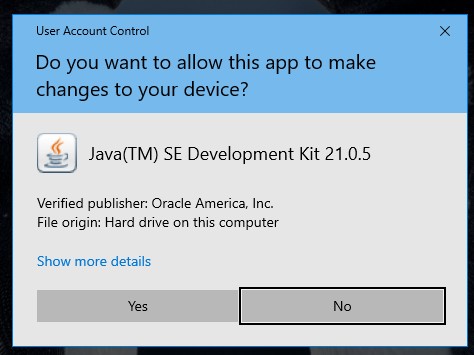 User Account Control
Do you want to allow this app to make
changes to your device?
Java(TM) SE Development Kit 21.0.5
Verified publisher: Oracle America, Inc.
File origin: Hard drive on this computer
Show more details
Yes
No